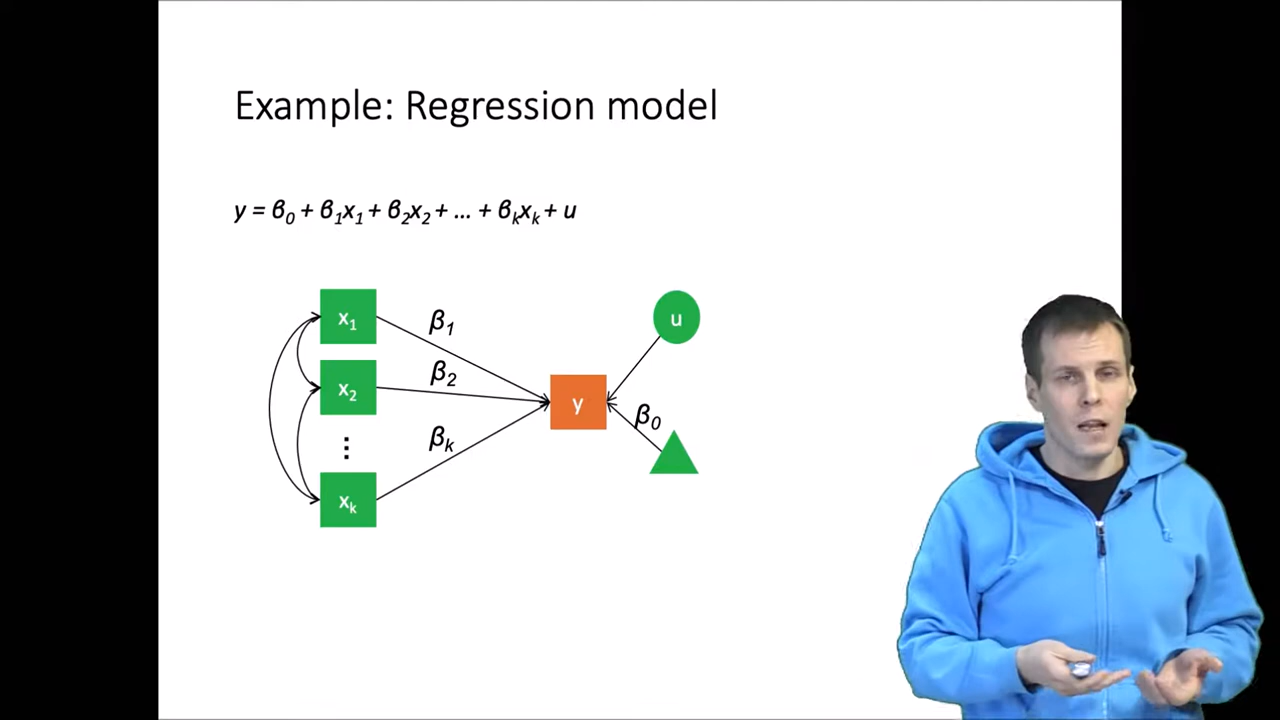 Example: Regression model
y = β₀ + β₁x₁ + β₂x₂ + … + βₖxₖ + u
x₁
β₁
u
x₂
β₂
y
β₀
⋮
βₖ
xₖ